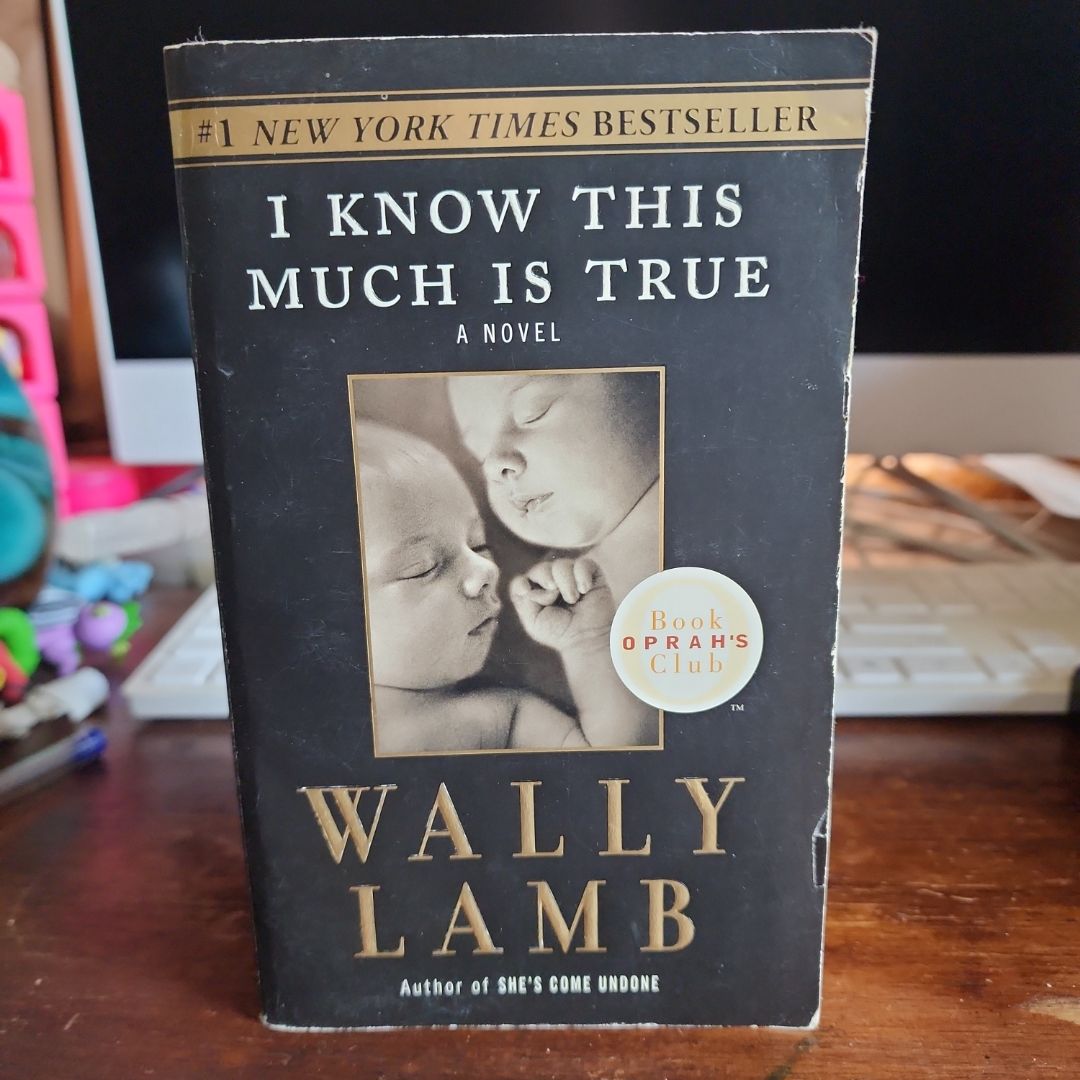 #1 NEW YORK TIMES BESTSELLER
I KNOW THIS
MUCH IS TRUE
A NOVEL
Book
OPRAH'S
Club
TM
WALLY
LAMB
Author of SHE'S COME UNDONE